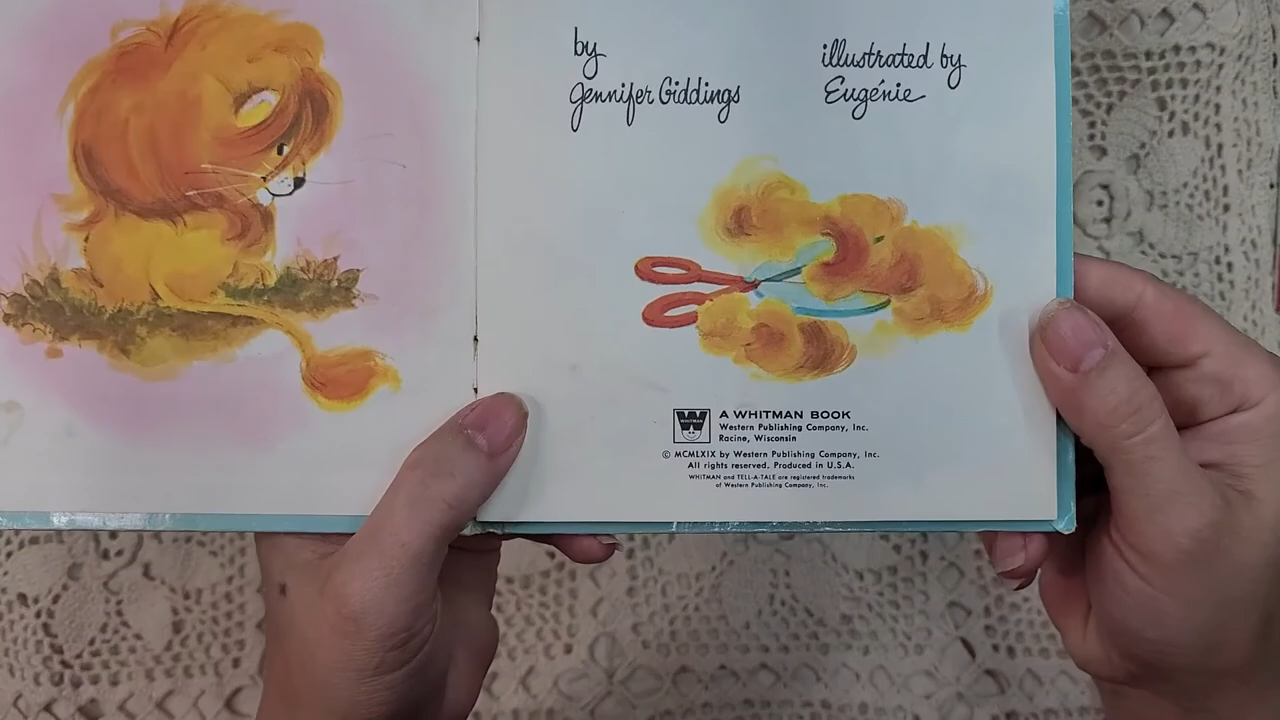 by
Jennifer Giddings
illustrated by
Eugénie
WHITMAN
A WHITMAN BOOK
Western Publishing Company, Inc.
Racine, Wisconsin
© MCMLXIX by Western Publishing Company, Inc.
All rights reserved. Produced in U.S.A.
WHITMAN and TELL-A-TALE are registered trademarks
of Western Publishing Company, Inc.